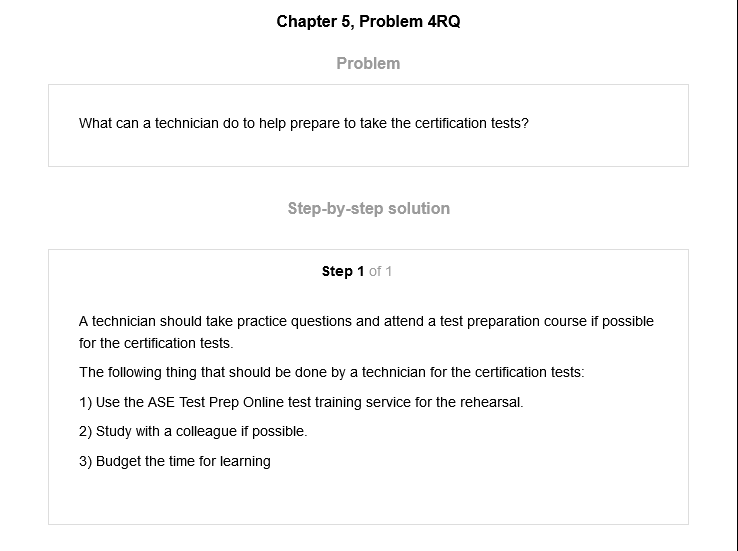 Chapter 5, Problem 4RQ
Problem
What can a technician do to help prepare to take the certification tests?
Step-by-step solution
Step 1 of 1
A technician should take practice questions and attend a test preparation course if possible
for the certification tests.
The following thing that should be done by a technician for the certification tests:
1) Use the ASE Test Prep Online test training service for the rehearsal.
2) Study with a colleague if possible.
3) Budget the time for learning